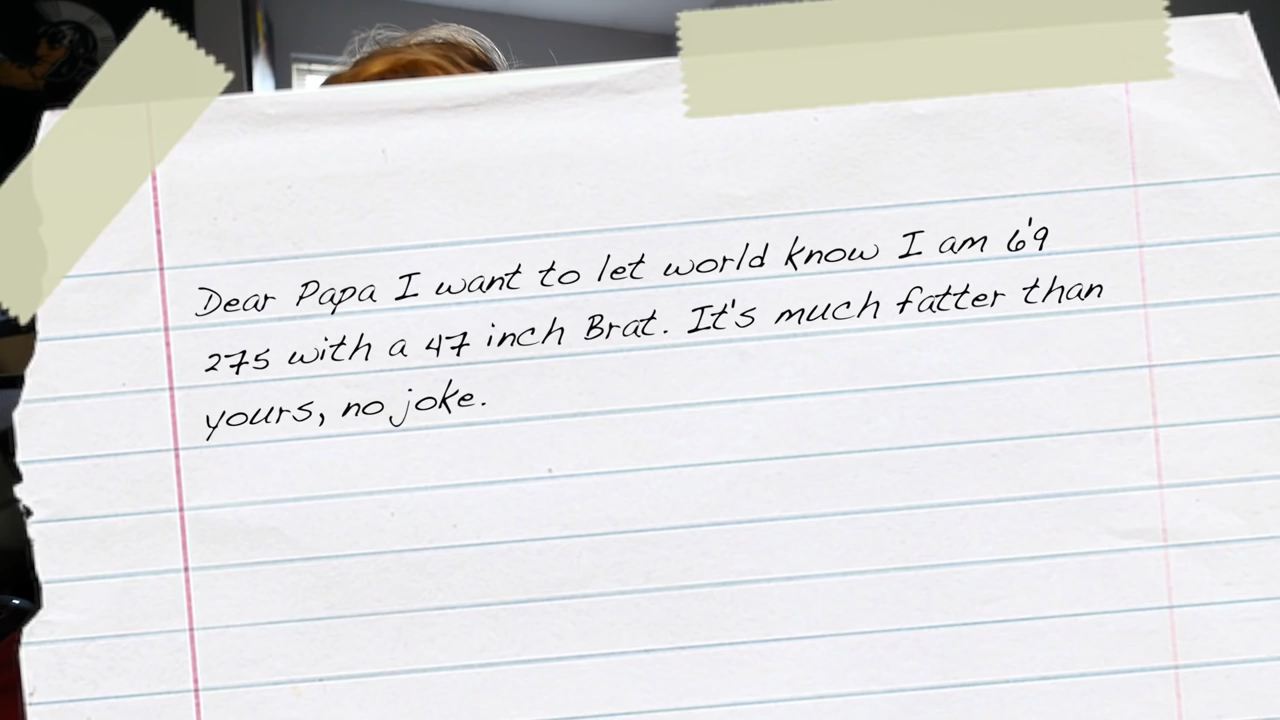 Dear Papa I want to let world know I am 6'9
275 with a 47 inch Brat. It's much fatter than
yours, no joke.